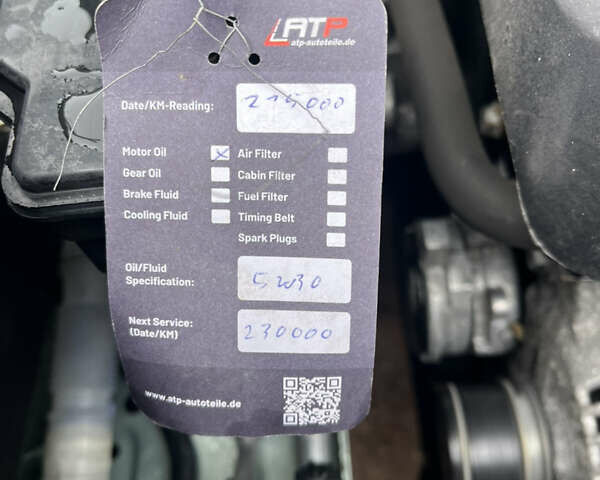 ATP
atp-autoteile.de
Date/KM-Reading: 215000
Motor Oil Air Filter
Gear Oil Cabin Filter
Brake Fluid Fuel Filter
Cooling Fluid Timing Belt
Spark Plugs
Oil/Fluid
Specification: 5W30
Next Service:
(Date/KM) 230000
www.atp-autoteile.de